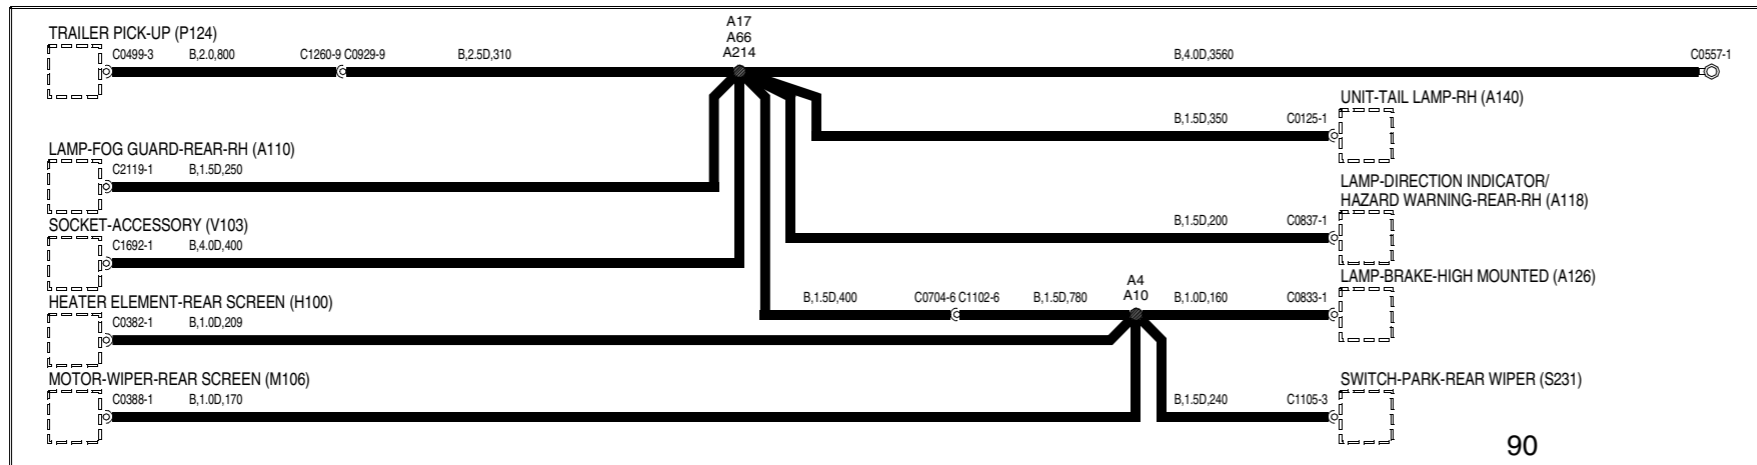 TRAILER PICK-UP (P124)
C0499-3 B,2.0,800 C1260-9 C0929-9 B,2.5D,310
A17
A66
A214
B,4.0D,3560 C0557-1
UNIT-TAIL LAMP-RH (A140)
B,1.5D,350 C0125-1
LAMP-FOG GUARD-REAR-RH (A110)
C2119-1 B,1.5D,250
LAMP-DIRECTION INDICATOR/
HAZARD WARNING-REAR-RH (A118)
B,1.5D,200 C0837-1
SOCKET-ACCESSORY (V103)
C1692-1 B,4.0D,400
LAMP-BRAKE-HIGH MOUNTED (A126)
A4
A10
B,1.5D,400 C0704-6 C1102-6 B,1.5D,780 B,1.0D,160 C0833-1
HEATER ELEMENT-REAR SCREEN (H100)
C0382-1 B,1.0D,209
MOTOR-WIPER-REAR SCREEN (M106)
C0388-1 B,1.0D,170
SWITCH-PARK-REAR WIPER (S231)
B,1.5D,240 C1105-3
90